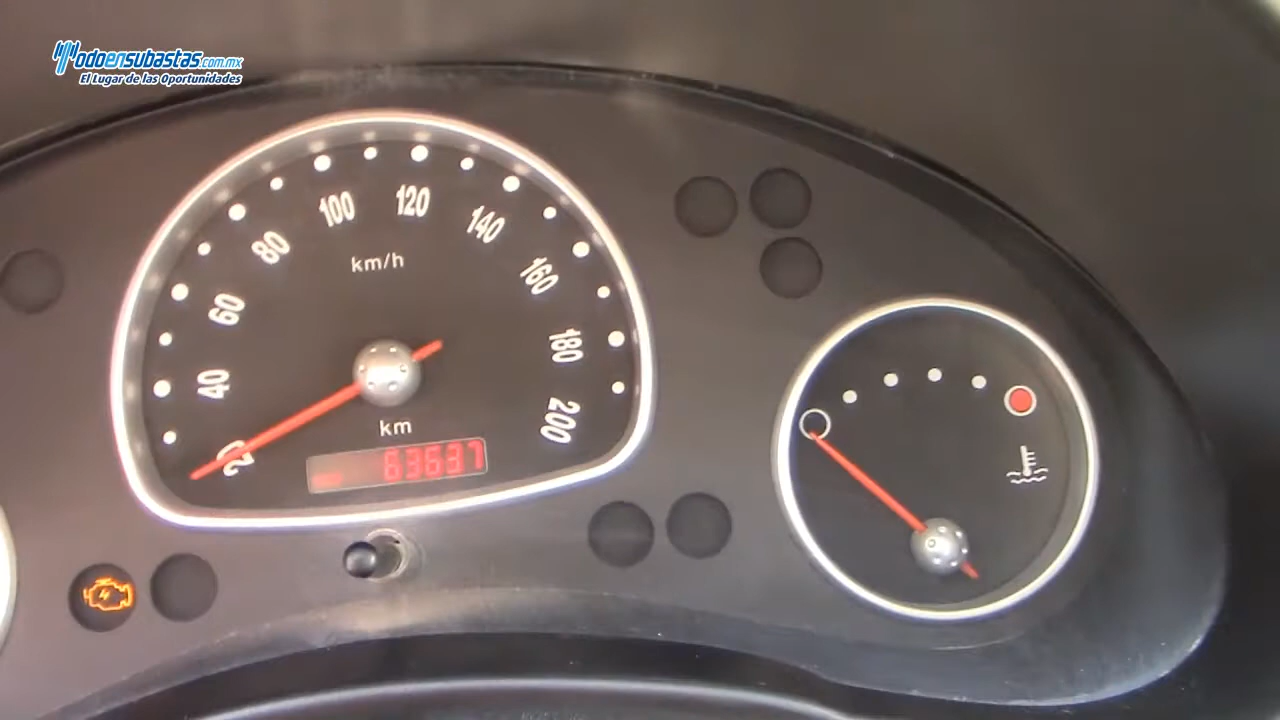 Todoensubastas.com.mx
El Lugar de las Oportunidades
100
120
80
140
km/h
160
60
180
40
200
km
20
63637